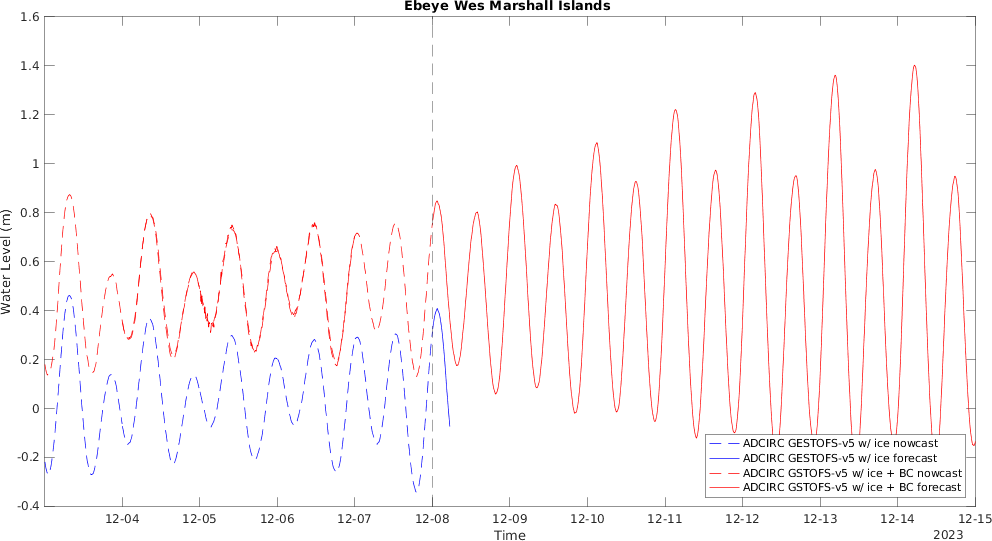 Ebeye Wes Marshall Islands
1.6
1.4
1.2
1
0.8
0.6
0.4
0.2
0
-0.2
-0.4
Water Level (m)
ADCIRC GESTOFS-v5 w/ ice nowcast
ADCIRC GESTOFS-v5 w/ ice forecast
ADCIRC GSTOFS-v5 w/ ice + BC nowcast
ADCIRC GSTOFS-v5 w/ ice + BC forecast
12-04 12-05 12-06 12-07 12-08 12-09 12-10 12-11 12-12 12-13 12-14 12-15
Time
2023